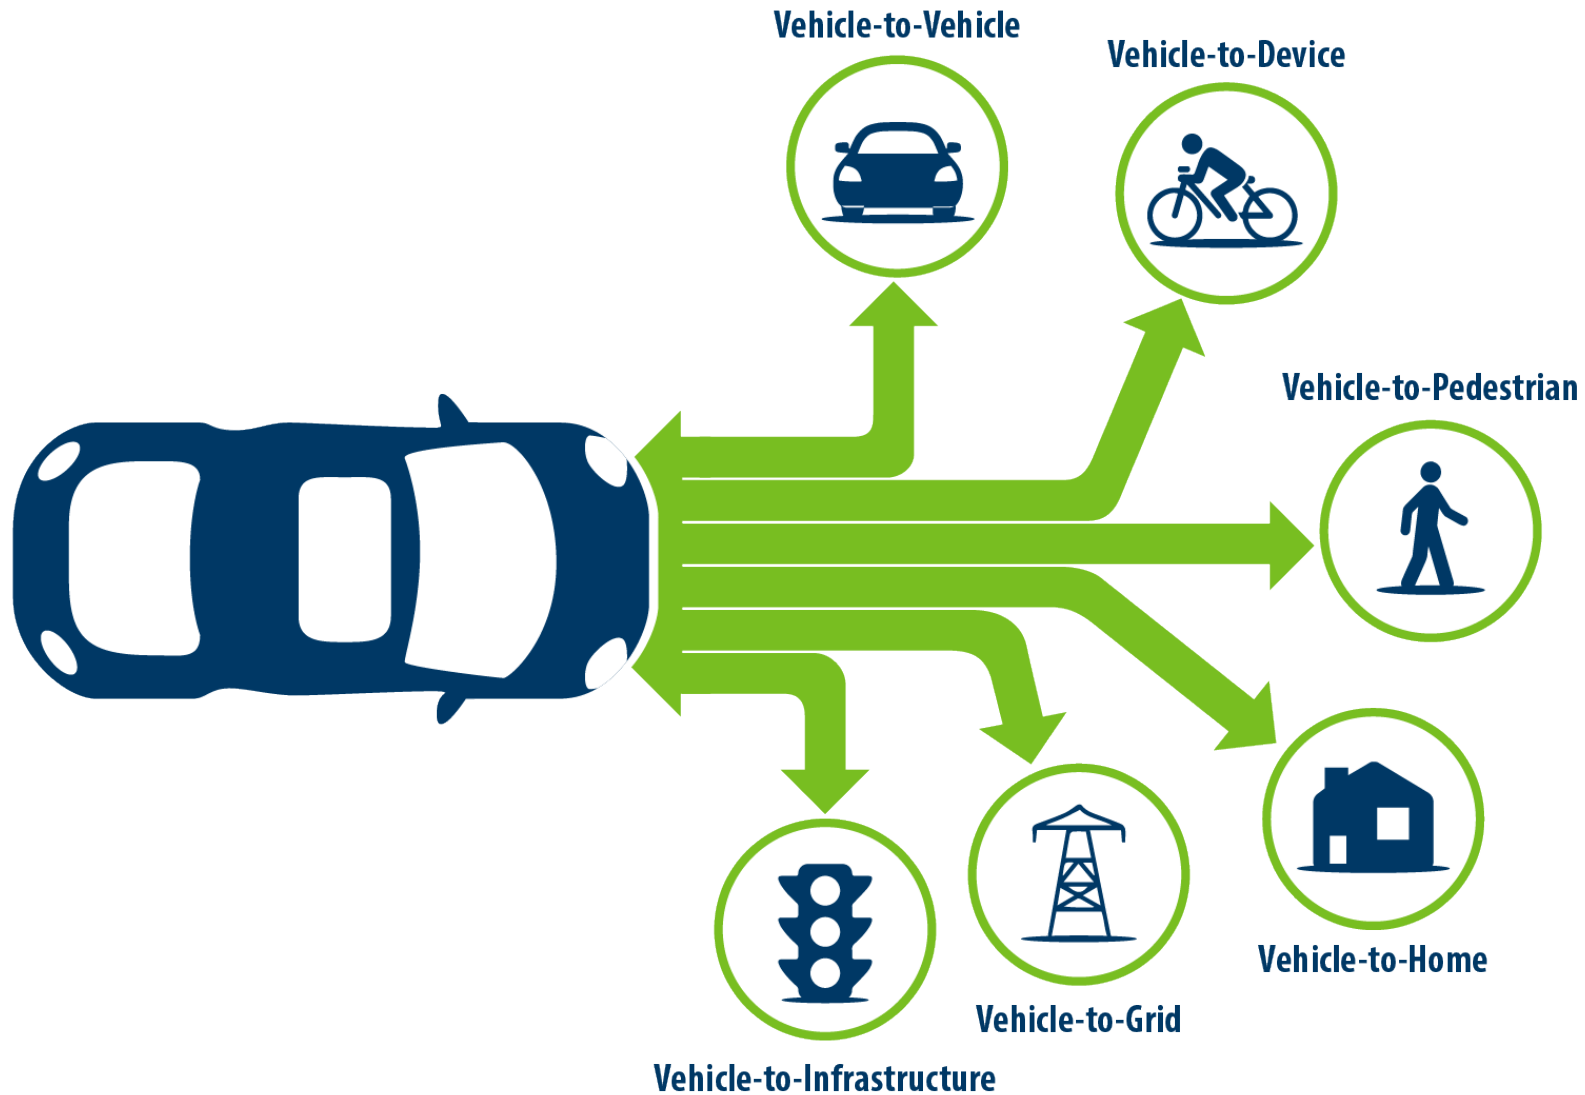 Vehicle-to-Vehicle
Vehicle-to-Device
Vehicle-to-Pedestrian
Vehicle-to-Home
Vehicle-to-Grid
Vehicle-to-Infrastructure